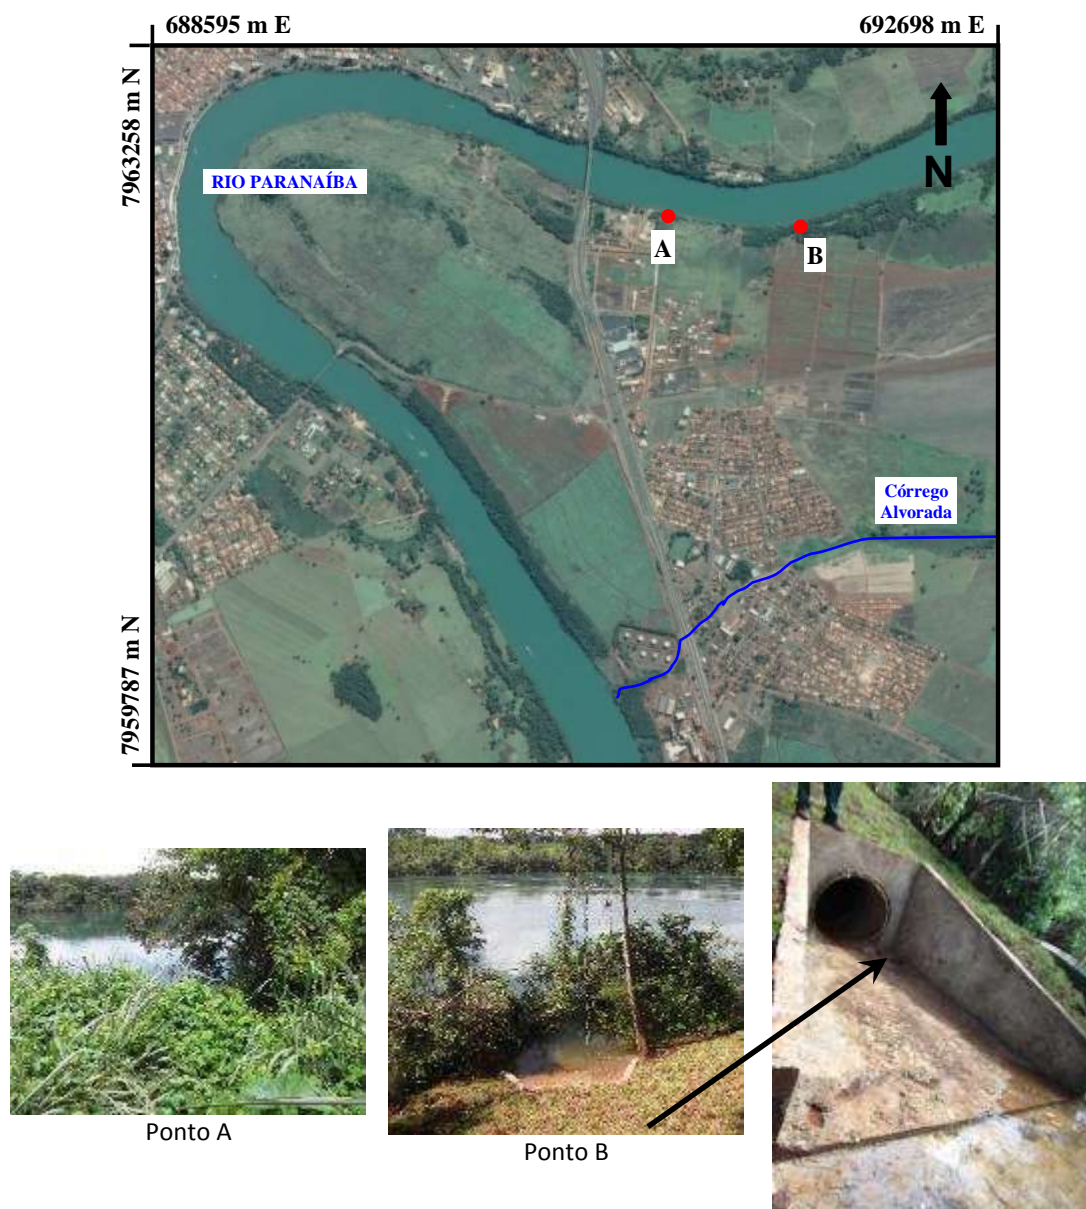 688595 m E
692698 m E
7963258 m N
N
RIO PARANAÍBA
A
B
Córrego
Alvorada
7959787 m N
Ponto A
Ponto B